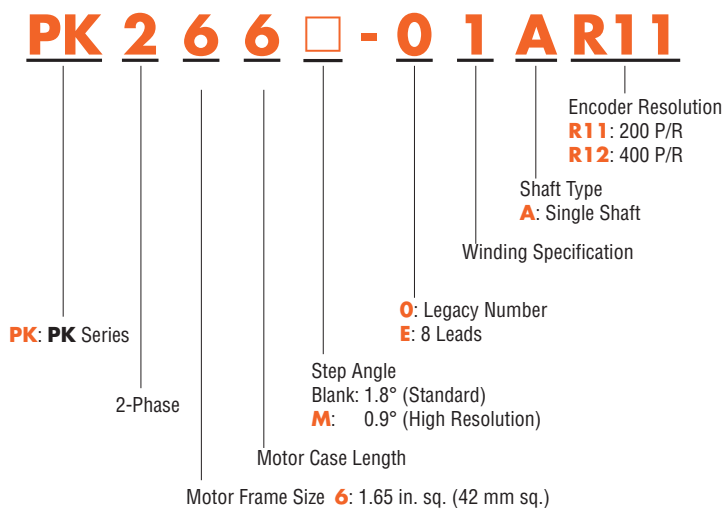 PK 2 6 6 □ - 0 1 A R11
Encoder Resolution
R11: 200 P/R
R12: 400 P/R
Shaft Type
A: Single Shaft
Winding Specification
0: Legacy Number
E: 8 Leads
PK: PK Series
Step Angle
Blank: 1.8° (Standard)
M: 0.9° (High Resolution)
2-Phase
Motor Case Length
Motor Frame Size 6: 1.65 in. sq. (42 mm sq.)